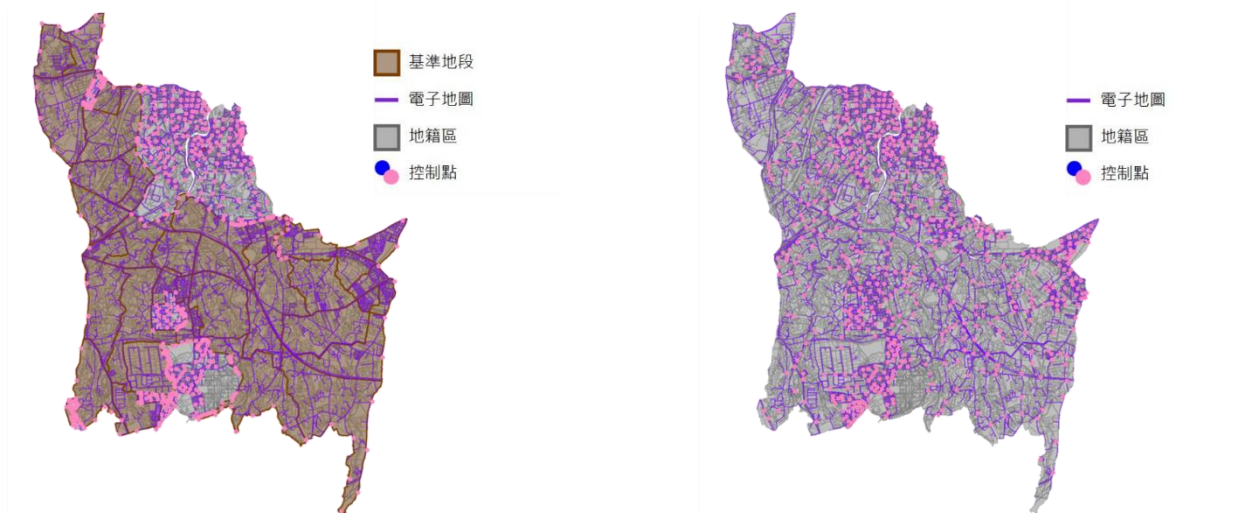 基準地段
電子地圖
地籍區
控制點
電子地圖
地籍區
控制點